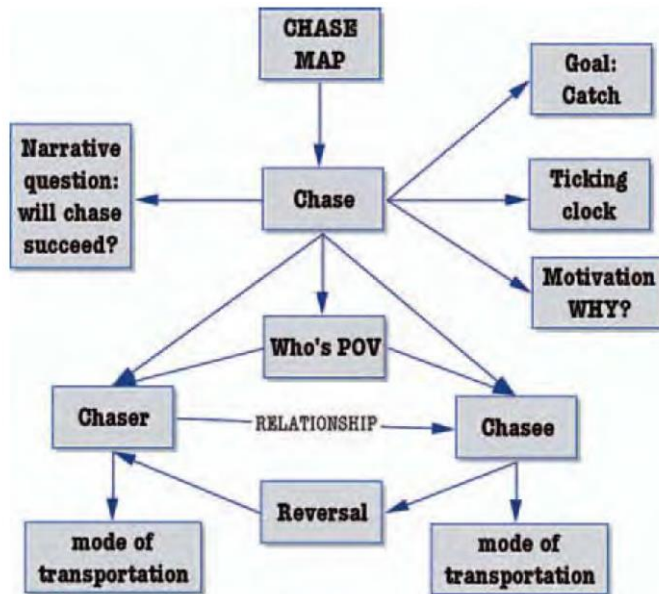 CHASE
MAP
Goal:
Catch
Narrative
question:
will chase
succeed?
Chase
Ticking
clock
Motivation
WHY?
Who's POV
Chaser
RELATIONSHIP
Chasee
Reversal
mode of
transportation
mode of
transportation